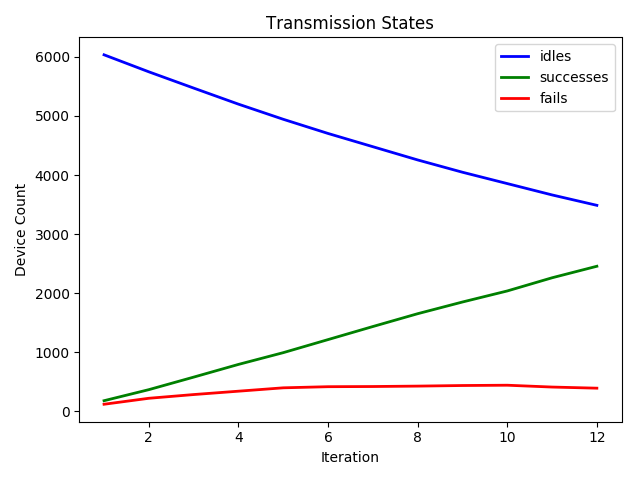 Transmission States
idles
successes
fails
Device Count
6000
5000
4000
3000
2000
1000
0
2 4 6 8 10 12
Iteration